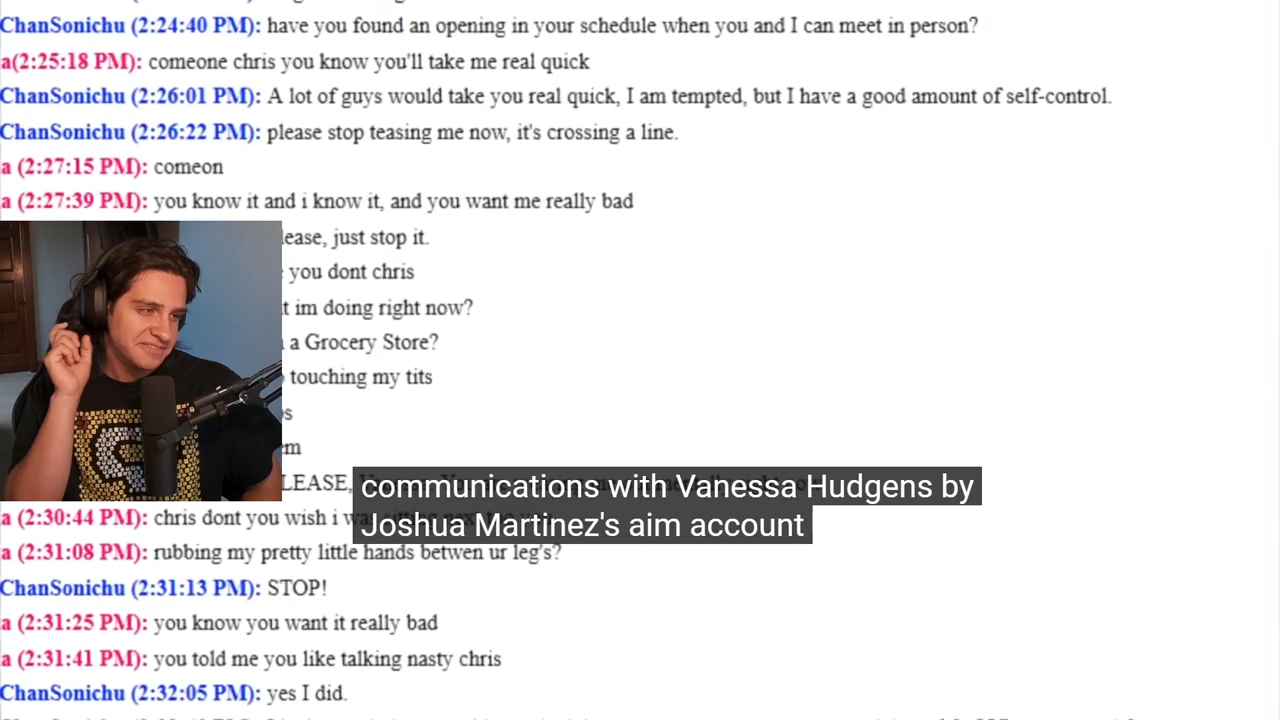 ChanSonichu (2:24:40 PM): have you found an opening in your schedule when you and I can meet in person?
a(2:25:18 PM): someone chris you know you'll take me real quick
ChanSonichu (2:26:01 PM): A lot of guys would take you real quick, I am tempted, but I have a good amount of self-control.
ChanSonichu (2:26:22 PM): please stop teasing me now, it's crossing a line.
a (2:27:15 PM): comeon
a (2:27:39 PM): you know it and i know it, and you want me really bad
lease, just stop it.
you dont chris
t im doing right now?
a Grocery Store?
touching my tits
LEASE,
communications with Vanessa Hudgens by
a (2:30:44 PM): chris dont you wish i
Joshua Martinez's aim account
a (2:31:08 PM): rubbing my pretty little hands betwen ur leg's?
ChanSonichu (2:31:13 PM): STOP!
a (2:31:25 PM): you know you want it really bad
a (2:31:41 PM): you told me you like talking nasty chris
ChanSonichu (2:32:05 PM): yes I did.